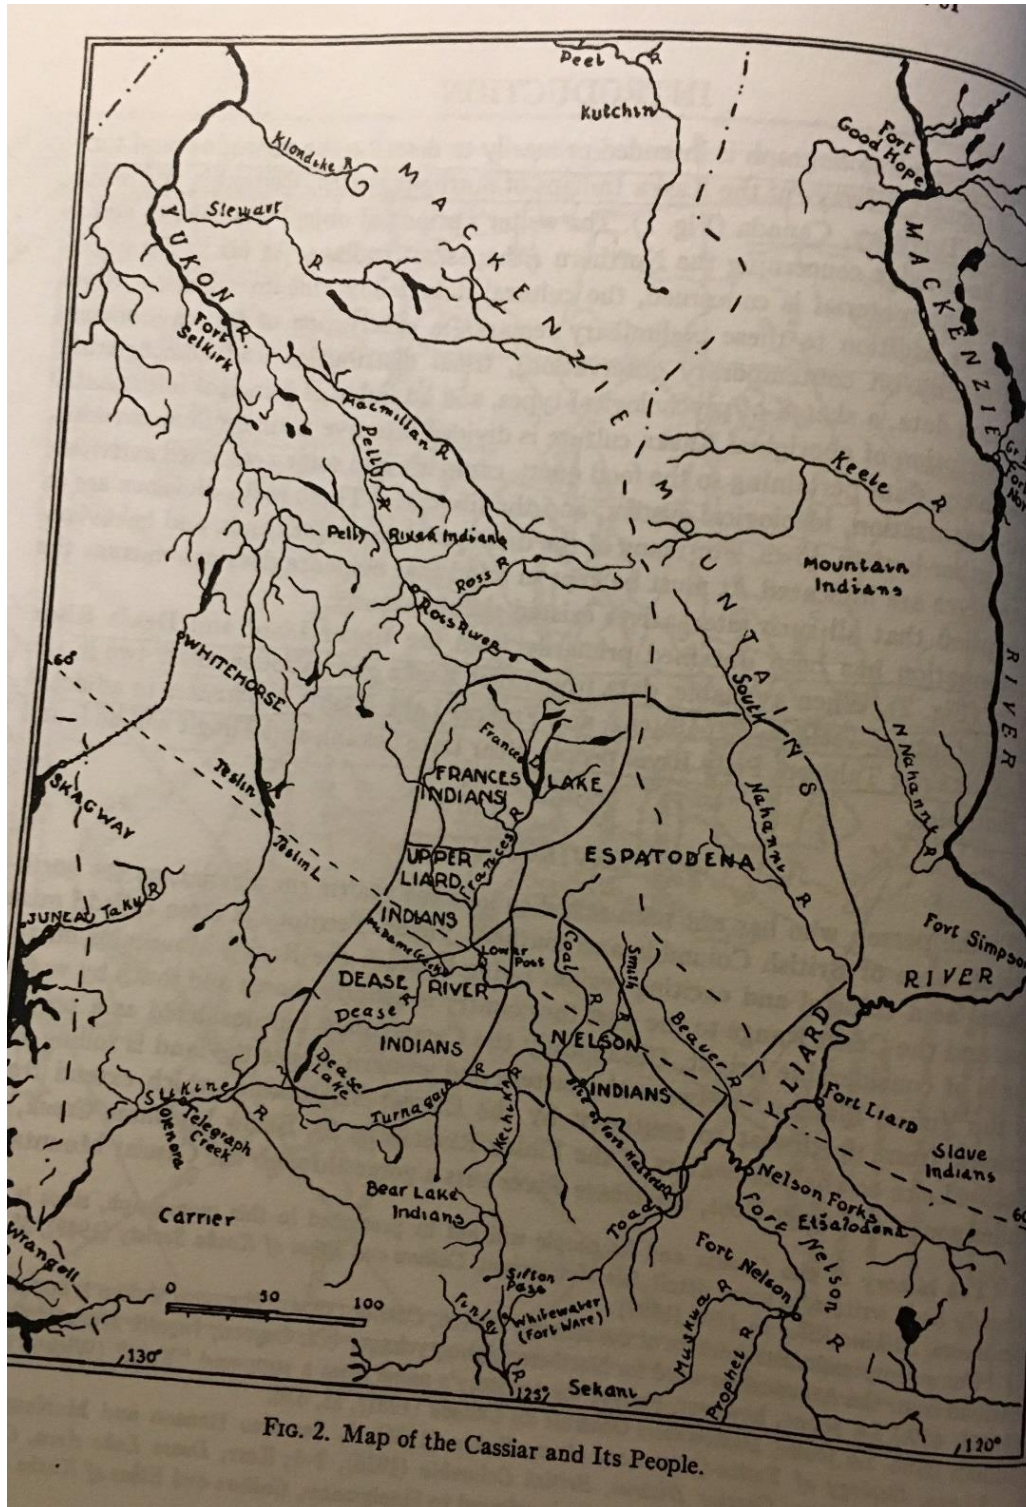 Peel R
Kutchin
Klondike R
MACKENZIE
Fort
Good Hope
Stewart
R
YUKON
R.
Fort
Selkirk
MACKENZIE
Macmillan R
Pelly
R
Keele R
Pelly River Indians
MOUNTAINS
Mountain
Indians
Ross R
Ross River
60°
WHITEHORSE
South
RIVER
Frances
LAKE
N Nahanni
R
SKAGWAY
Teslin
FRANCES
INDIANS
Nahanni
R
Teslin L
UPPER
LIARD
Frances R
ESPATODENA
JUNEAU
Taku R
INDIANS
Lower
Post
Fort Simpson
Coal
R
Smith
R
RIVER
DEASE
RIVER
Dease R
LIARD
INDIANS
NELSON
Beaver R
Dease
Lake
INDIANS
Stikine
R
R
R
Turnagai
Kechika
Fort Liard
Telegraph
Creek
Glenora
Slave
Indians
Bear Lake
Indians
Nelson Forks
Etsalodena
Carrier
Toad
Fort Nelson
R
60
Wrangell
Fort Nelson
0 50 100
Sifton
Pass
Finlay
R
Whitewater
(Fort Ware)
Muskwa R
Prophet R
130°
125°
Sekani
120°
FIG. 2. Map of the Cassiar and Its People.